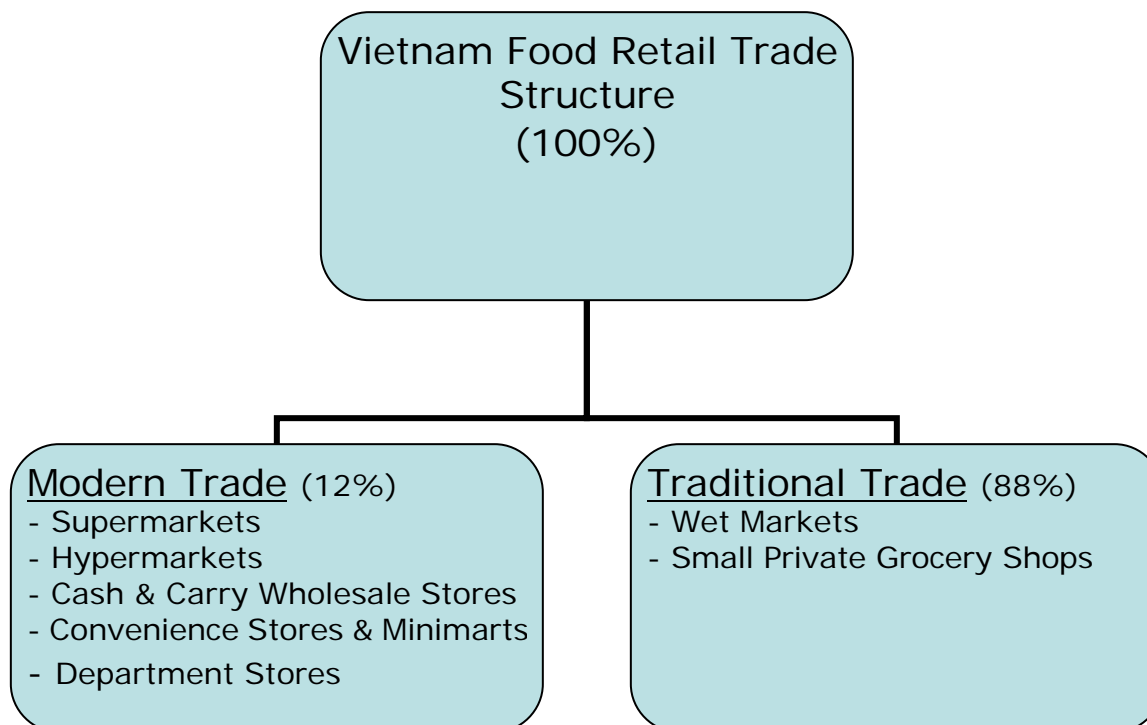 Vietnam Food Retail Trade
Structure
(100%)
Modern Trade (12%)
- Supermarkets
- Hypermarkets
- Cash & Carry Wholesale Stores
- Convenience Stores & Minimarts
- Department Stores
Traditional Trade (88%)
- Wet Markets
- Small Private Grocery Shops